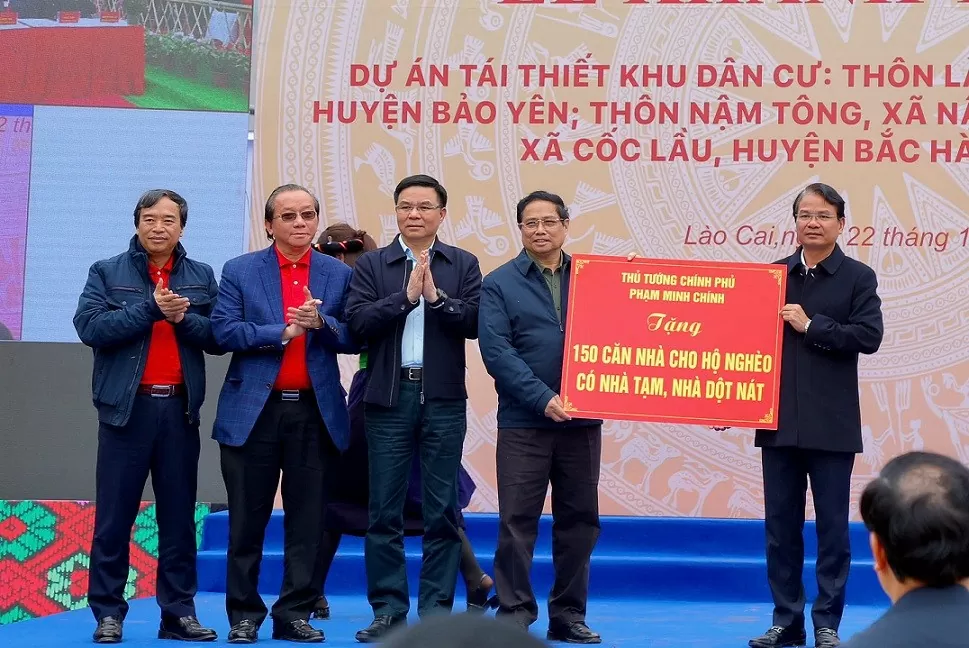 DỰ ÁN TÁI THIẾT KHU DÂN CƯ: THÔN
HUYỆN BẢO YÊN; THÔN NẬM TÔNG, XÃ
XÃ CỐC LẦU, HUYỆN BẮC HÀ
Lào Cai, 22 tháng
THỦ TƯỚNG CHÍNH PHỦ
PHẠM MINH CHÍNH
Tặng
150 CĂN NHÀ CHO HỘ NGHÈO
CÓ NHÀ TẠM, NHÀ DỘT NÁT